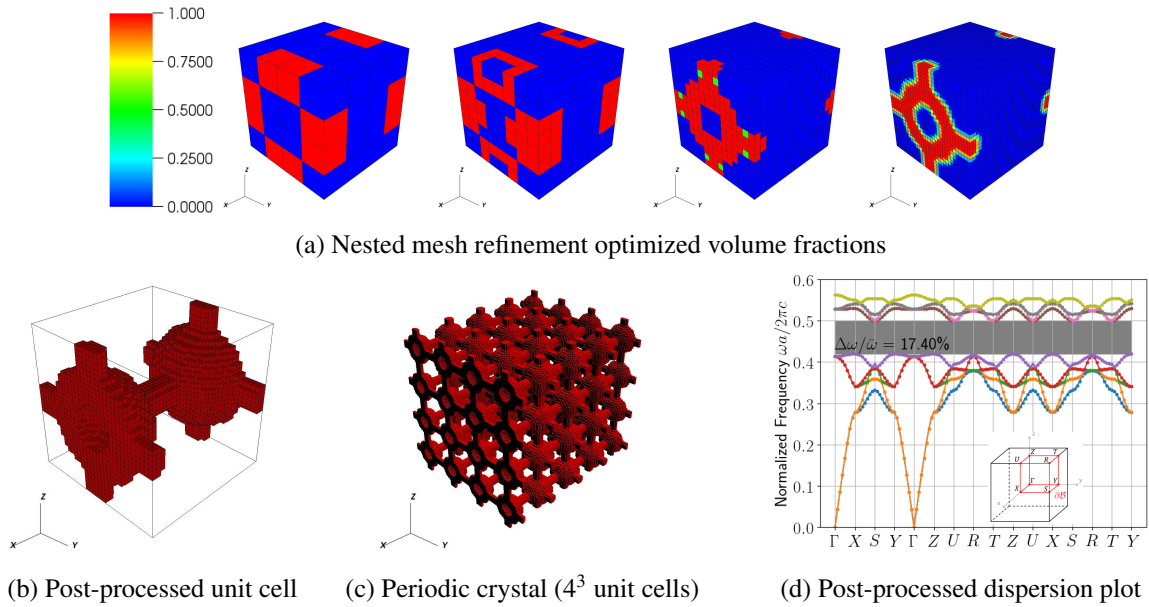 1.000
0.7500
0.5000
0.2500
0.0000
Z
X
Y
Z
X
Y
Z
X
Y
Z
X
Y
(a) Nested mesh refinement optimized volume fractions
Z
X
Y
(b) Post-processed unit cell
Z
X
Y
(c) Periodic crystal (4³ unit cells)
Normalized Frequency ωa/2πc
0.6
0.5
0.4
0.3
0.2
0.1
0.0
Δω/ω̄ = 17.40%
z
Z T
U R
Γ Y
y
X S
x
∂ℬ
Γ X S Y Γ Z U R T Z U X S R T Y
(d) Post-processed dispersion plot